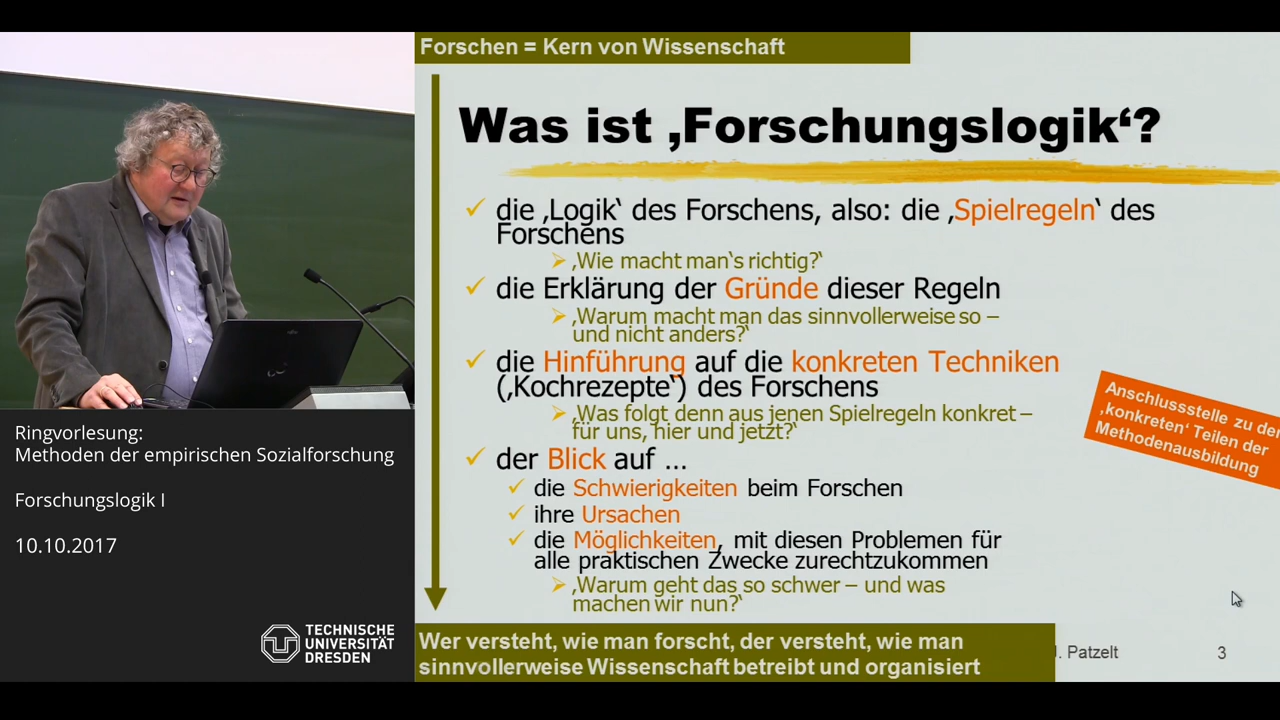 Forschen = Kern von Wissenschaft
Was ist ‚Forschungslogik‘?
die ‚Logik‘ des Forschens, also: die ‚Spielregeln‘ des
Forschens
‚Wie macht man‘s richtig?‘
die Erklärung der Gründe dieser Regeln
‚Warum macht man das sinnvollerweise so –
und nicht anders?‘
die Hinführung auf die konkreten Techniken
(‚Kochrezepte‘) des Forschens
‚Was folgt denn aus jenen Spielregeln konkret –
für uns, hier und jetzt?‘
der Blick auf …
die Schwierigkeiten beim Forschen
ihre Ursachen
die Möglichkeiten, mit diesen Problemen für
alle praktischen Zwecke zurechtzukommen
‚Warum geht das so schwer – und was
machen wir nun?‘
Anschlussstelle zu den
‚konkreten‘ Teilen der
Methodenausbildung
Wer versteht, wie man forscht, der versteht, wie man
sinnvollerweise Wissenschaft betreibt und organisiert
J. Patzelt
3
Ringvorlesung:
Methoden der empirischen Sozialforschung
Forschungslogik I
10.10.2017
TECHNISCHE
UNIVERSITÄT
DRESDEN